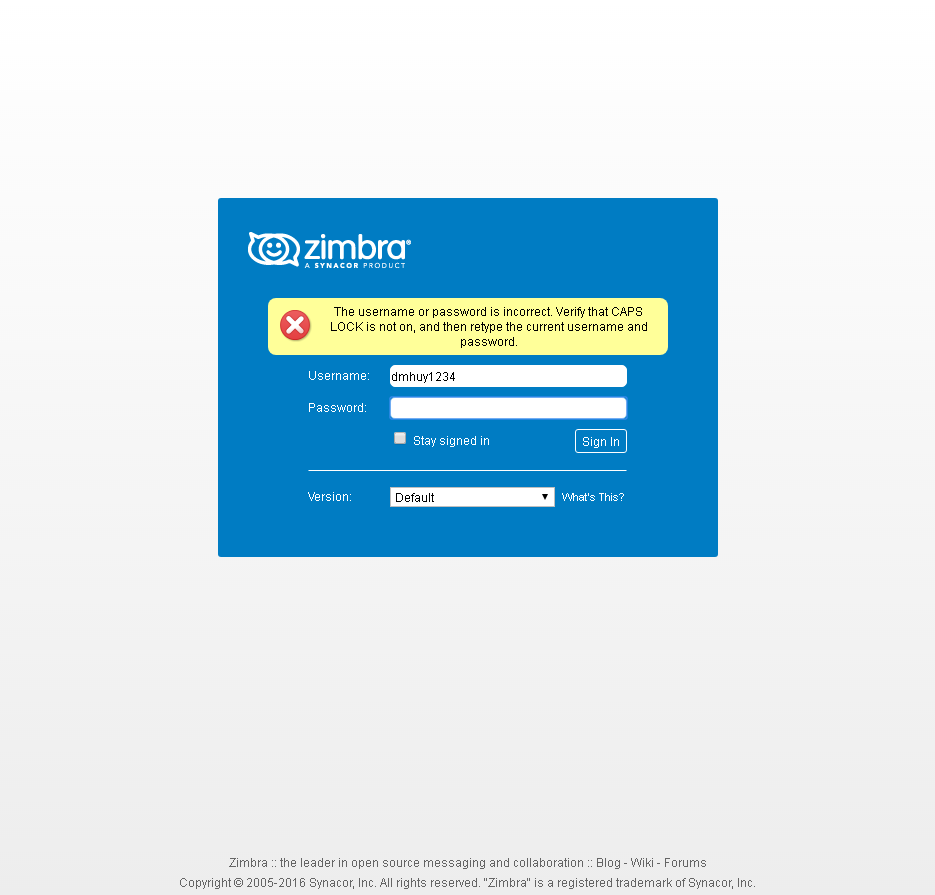 zimbra®
A SYNACOR PRODUCT
The username or password is incorrect. Verify that CAPS
LOCK is not on, and then retype the current username and
password.
Username: dmhuy1234
Password:
Stay signed in Sign In
Version: Default What's This?
Zimbra :: the leader in open source messaging and collaboration :: Blog - Wiki - Forums
Copyright © 2005-2016 Synacor, Inc. All rights reserved. "Zimbra" is a registered trademark of Synacor, Inc.